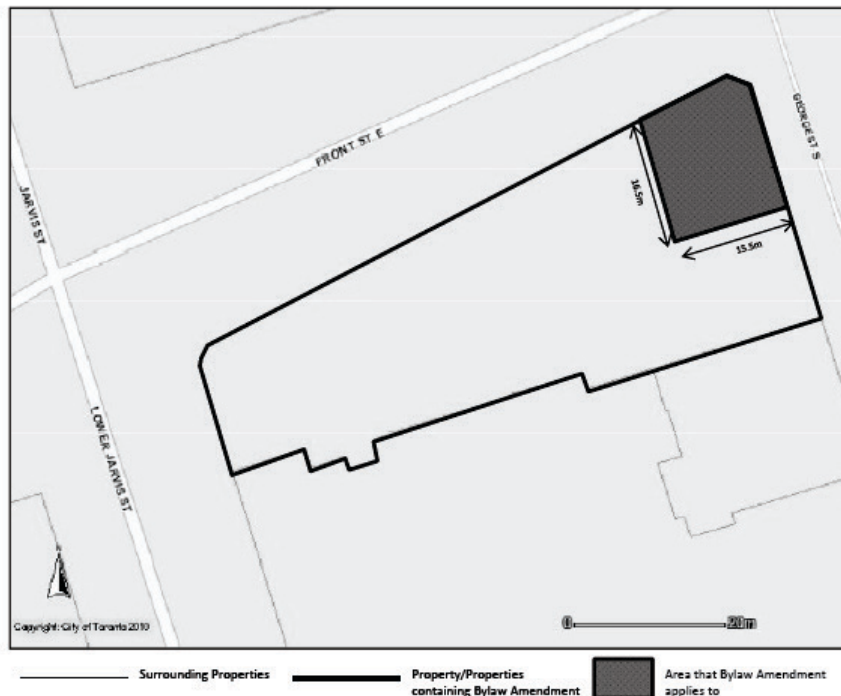 FRONT ST. E
GEORGE ST S
JARVIS ST
16.5m
15.5m
LOWER JARVIS ST
Copyright: City of Toronto 2010
0 20 m
Surrounding Properties
Property/Properties
containing Bylaw Amendment
Area that Bylaw Amendment
applies to